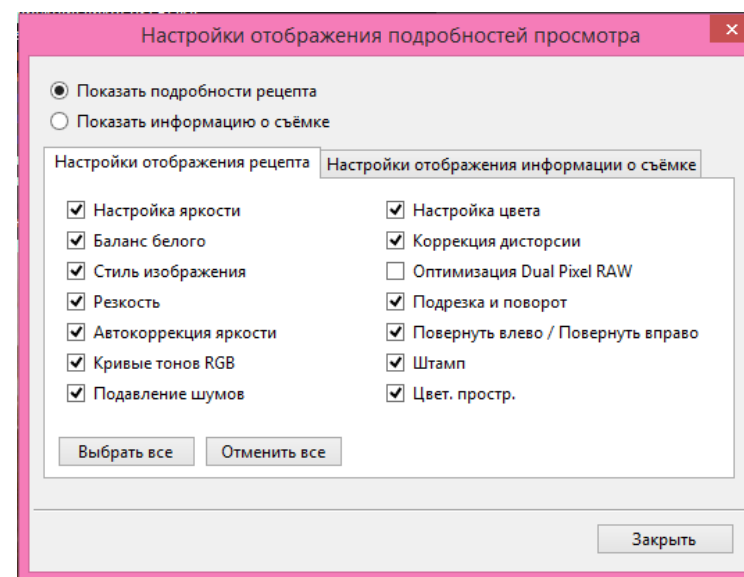 Настройки отображения подробностей просмотра
Показать подробности рецепта
Показать информацию о съёмке
Настройки отображения рецепта
Настройки отображения информации о съёмке
Настройка яркости
Настройка цвета
Баланс белого
Коррекция дисторсии
Стиль изображения
Оптимизация Dual Pixel RAW
Резкость
Подрезка и поворот
Автокоррекция яркости
Повернуть влево / Повернуть вправо
Кривые тонов RGB
Штамп
Подавление шумов
Цвет. простр.
Выбрать все
Отменить все
Закрыть